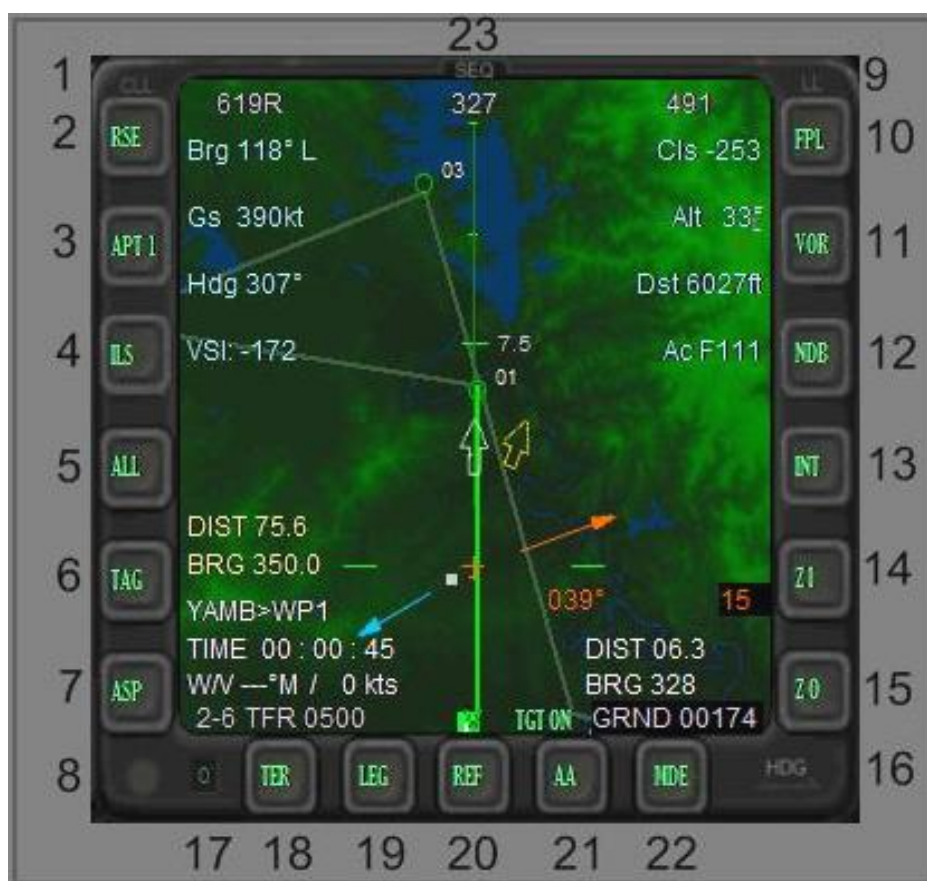 23
1 CLL SEQ LL 9
619R 327 491
2 RSE Brg 118° L Cls -253 FPL 10
03
3 APT 1 Gs 390kt Alt 335 VOR 11
Hdg 307° Dst 6027ft
4 ILS VSI: -172 7.5 Ac F111 NDB 12
01
5 ALL INT 13
DIST 75.6
6 TAG BRG 350.0 Z I 14
039° 15
YAMB>WP1
TIME 00 : 00 : 45 DIST 06.3
7 ASP W/V ---°M / 0 kts BRG 328 Z O 15
2-6 TFR 0500 TGT ON GRND 00174
8 O TER LEG REF AA MDE HDG 16
17 18 19 20 21 22